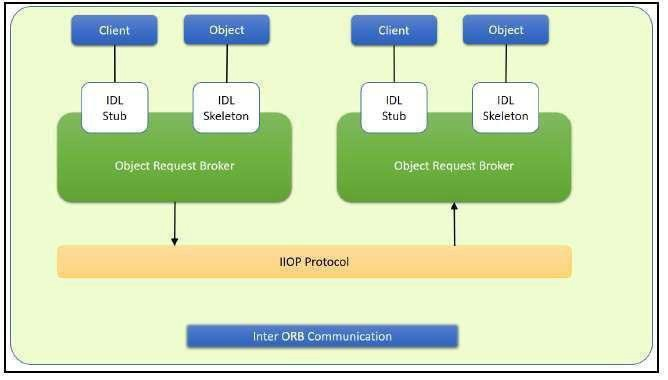 Client
Object
Client
Object
IDL
Stub
IDL
Skeleton
IDL
Stub
IDL
Skeleton
Object Request Broker
Object Request Broker
IIOP Protocol
Inter ORB Communication